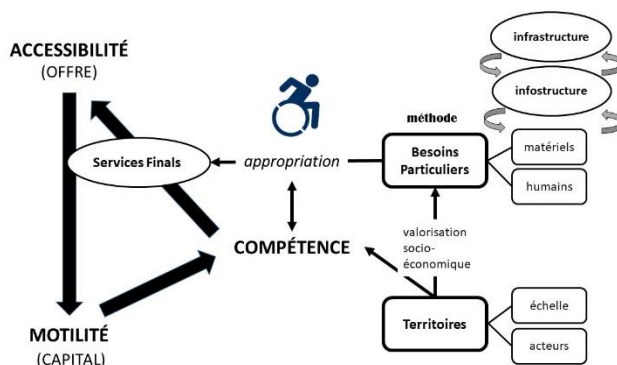 ACCESSIBILITÉ
(OFFRE)
infrastructure
infostructure
méthode
Services Finals
appropriation
Besoins
Particuliers
matériels
humains
valorisation
socio-
économique
COMPÉTENCE
MOTILITÉ
(CAPITAL)
Territoires
échelle
acteurs